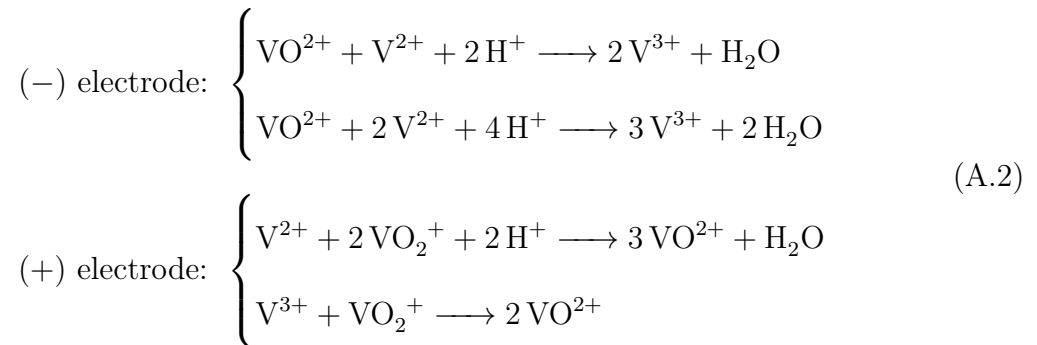 (−) electrode:
VO²⁺ + V²⁺ + 2 H⁺ ⟶ 2 V³⁺ + H₂O
VO²⁺ + 2 V²⁺ + 4 H⁺ ⟶ 3 V³⁺ + 2 H₂O
(A.2)
(+) electrode:
V²⁺ + 2 VO₂⁺ + 2 H⁺ ⟶ 3 VO²⁺ + H₂O
V³⁺ + VO₂⁺ ⟶ 2 VO²⁺